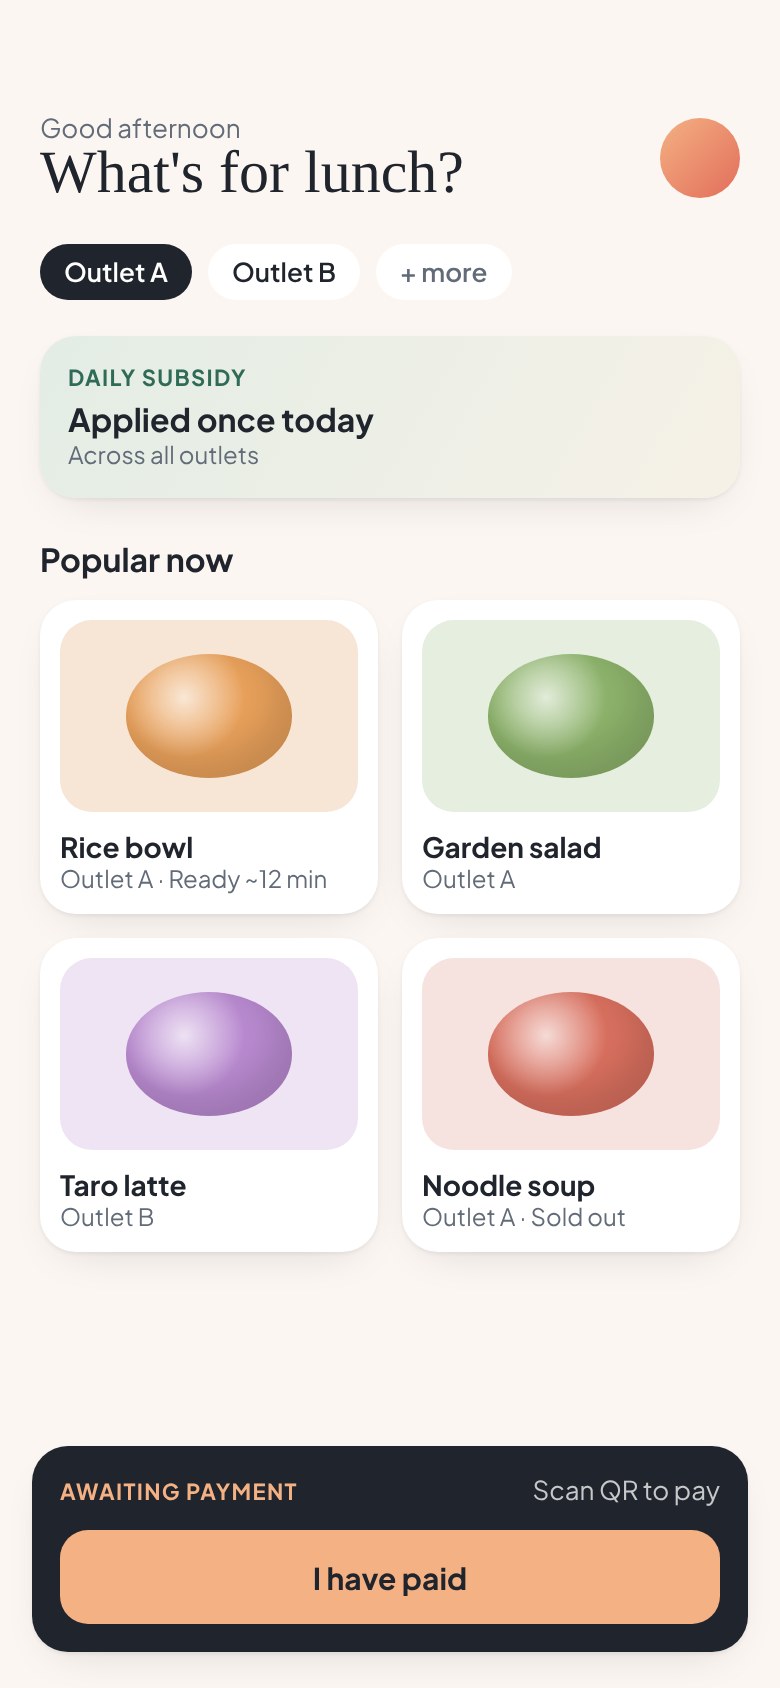 Good afternoon
What's for lunch?
Outlet A
Outlet B
+ more
DAILY SUBSIDY
Applied once today
Across all outlets
Popular now
Rice bowl
Outlet A · Ready ~12 min
Garden salad
Outlet A
Taro latte
Outlet B
Noodle soup
Outlet A · Sold out
AWAITING PAYMENT
Scan QR to pay
I have paid